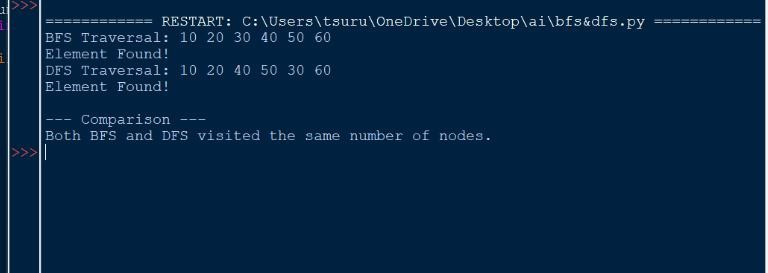 >>>
============ RESTART: C:\Users\tsuru\OneDrive\Desktop\ai\bfs&dfs.py ============
BFS Traversal: 10 20 30 40 50 60
Element Found!
DFS Traversal: 10 20 40 50 30 60
Element Found!
--- Comparison ---
Both BFS and DFS visited the same number of nodes.
>>>